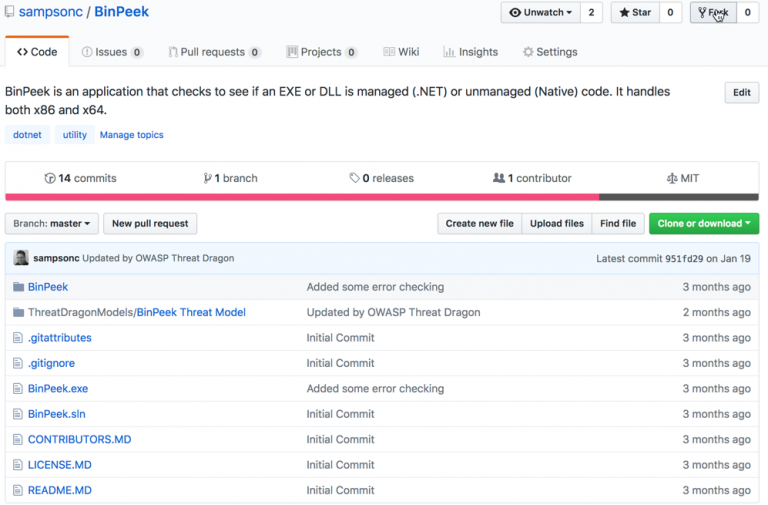 sampsonc / BinPeek
Unwatch 2 Star 0 Fork 0
Code Issues 0 Pull requests 0 Projects 0 Wiki Insights Settings
BinPeek is an application that checks to see if an EXE or DLL is managed (.NET) or unmanaged (Native) code. It handles
both x86 and x64.
Edit
dotnet utility Manage topics
14 commits 1 branch 0 releases 1 contributor MIT
Branch: master New pull request Create new file Upload files Find file Clone or download
sampsonc Updated by OWASP Threat Dragon Latest commit 951fd29 on Jan 19
BinPeek Added some error checking 3 months ago
ThreatDragonModels/BinPeek Threat Model Updated by OWASP Threat Dragon 2 months ago
.gitattributes Initial Commit 3 months ago
.gitignore Initial Commit 3 months ago
BinPeek.exe Added some error checking 3 months ago
BinPeek.sln Initial Commit 3 months ago
CONTRIBUTORS.MD Initial Commit 3 months ago
LICENSE.MD Initial Commit 3 months ago
README.MD Initial Commit 3 months ago